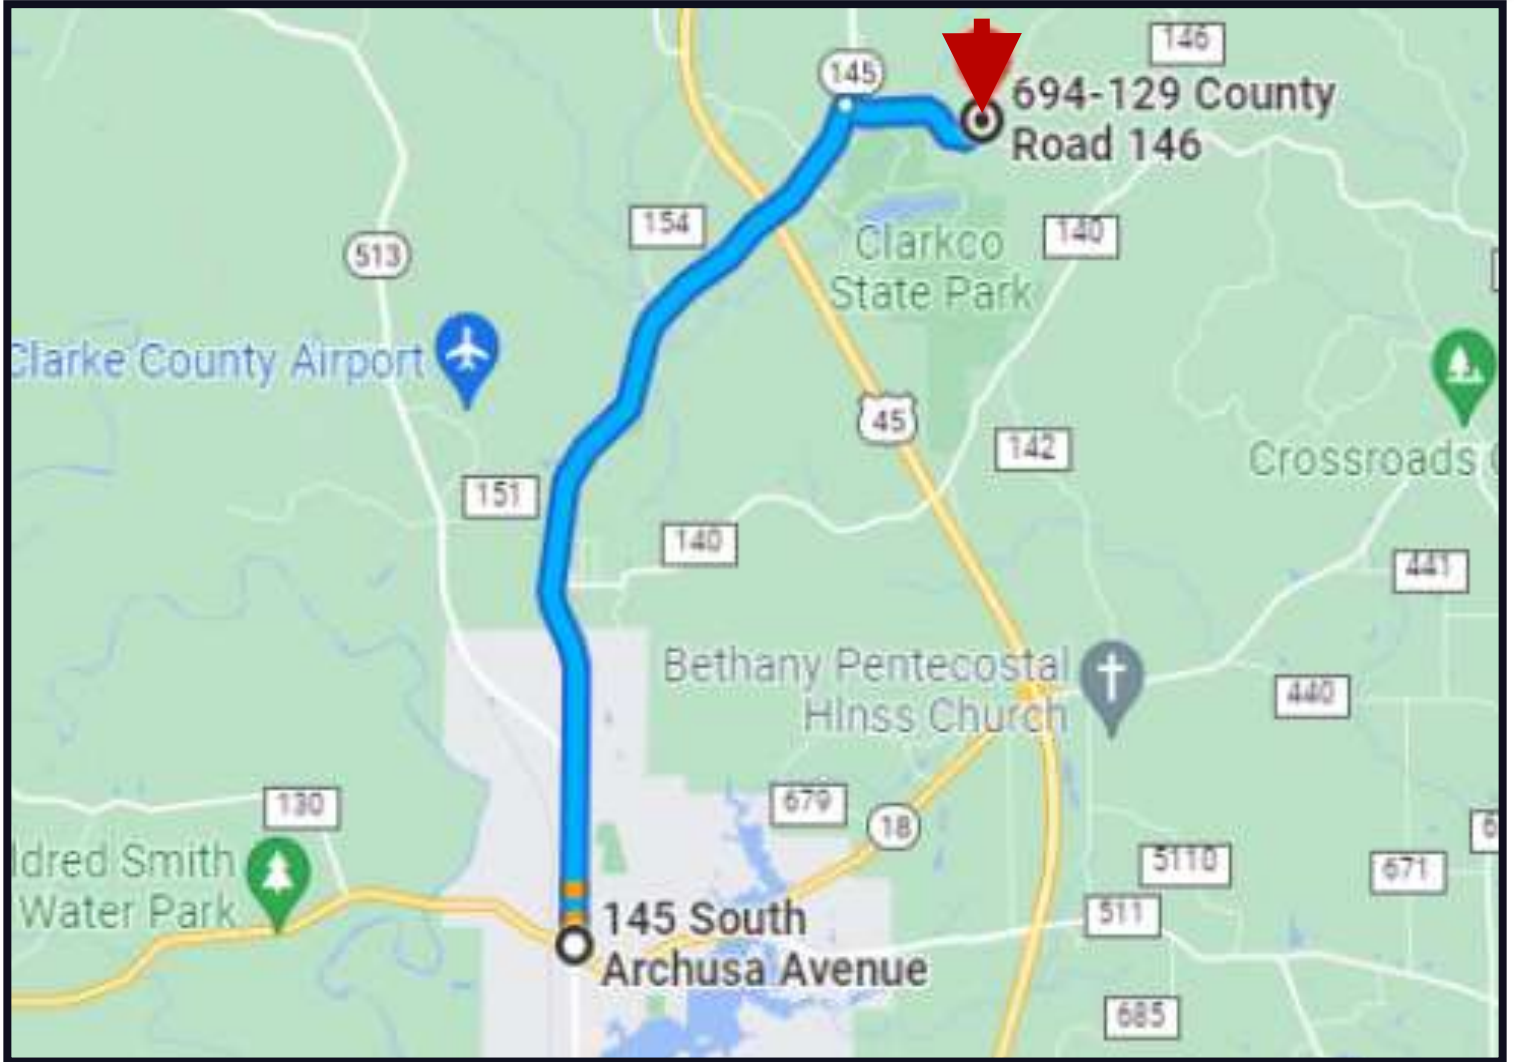 146
145
694-129 County
Road 146
154
140
Clarkco
State Park
513
Clarke County Airport
45
142
Crossroads
151
140
441
Bethany Pentecostal
Hinss Church
440
130
679
18
ldred Smith
Water Park
5110
671
6
145 South
Archusa Avenue
511
685